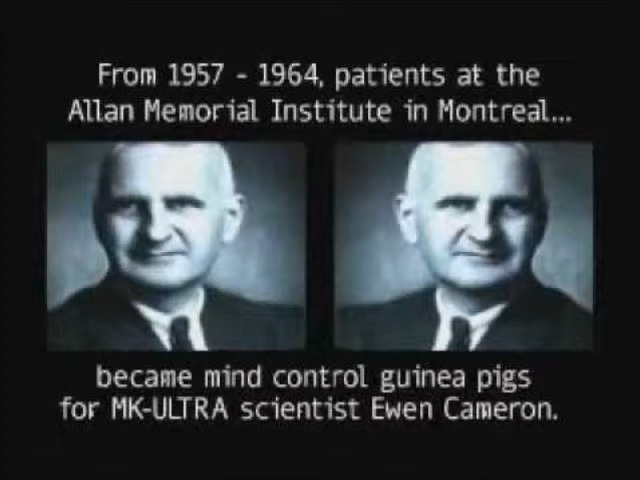 From 1957 - 1964, patients at the
Allan Memorial Institute in Montreal...
became mind control guinea pigs
for MK-ULTRA scientist Ewen Cameron.